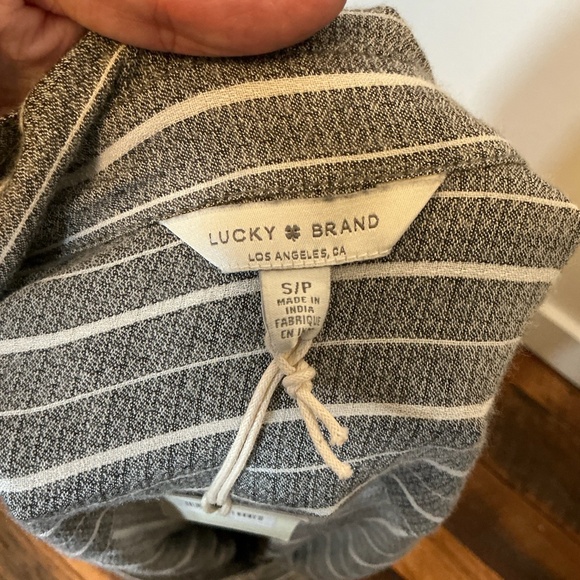 LUCKY BRAND
LOS ANGELES, CA
S/P
MADE IN
INDIA
FABRIQUE
EN